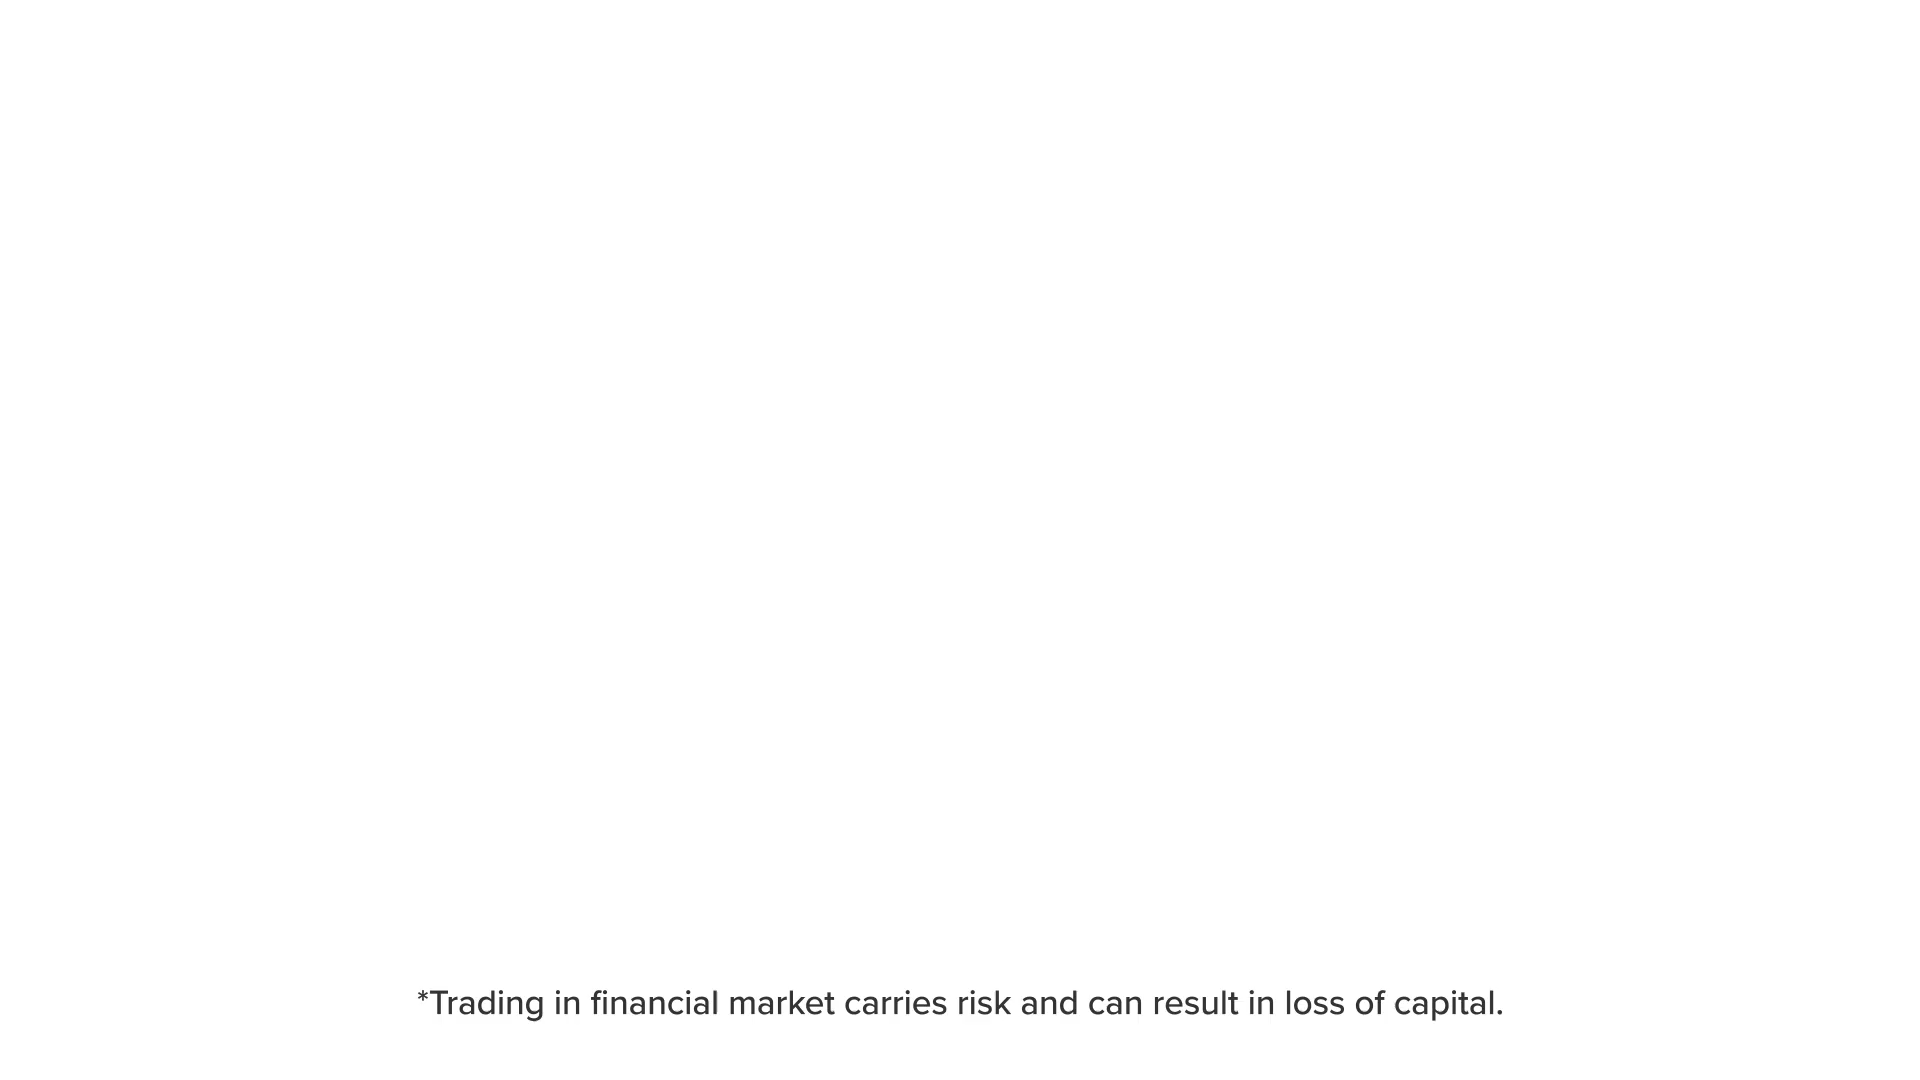 *Trading in financial market carries risk and can result in loss of capital.